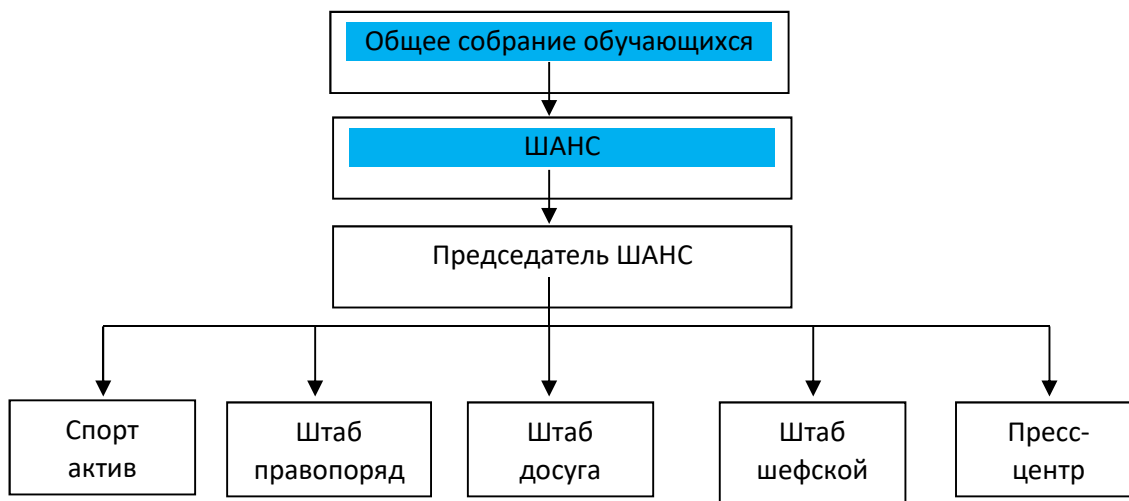 Общее собрание обучающихся
ШАНС
Председатель ШАНС
Спорт
актив
Штаб
правопоряд
Штаб
досуга
Штаб
шефской
Пресс-
центр